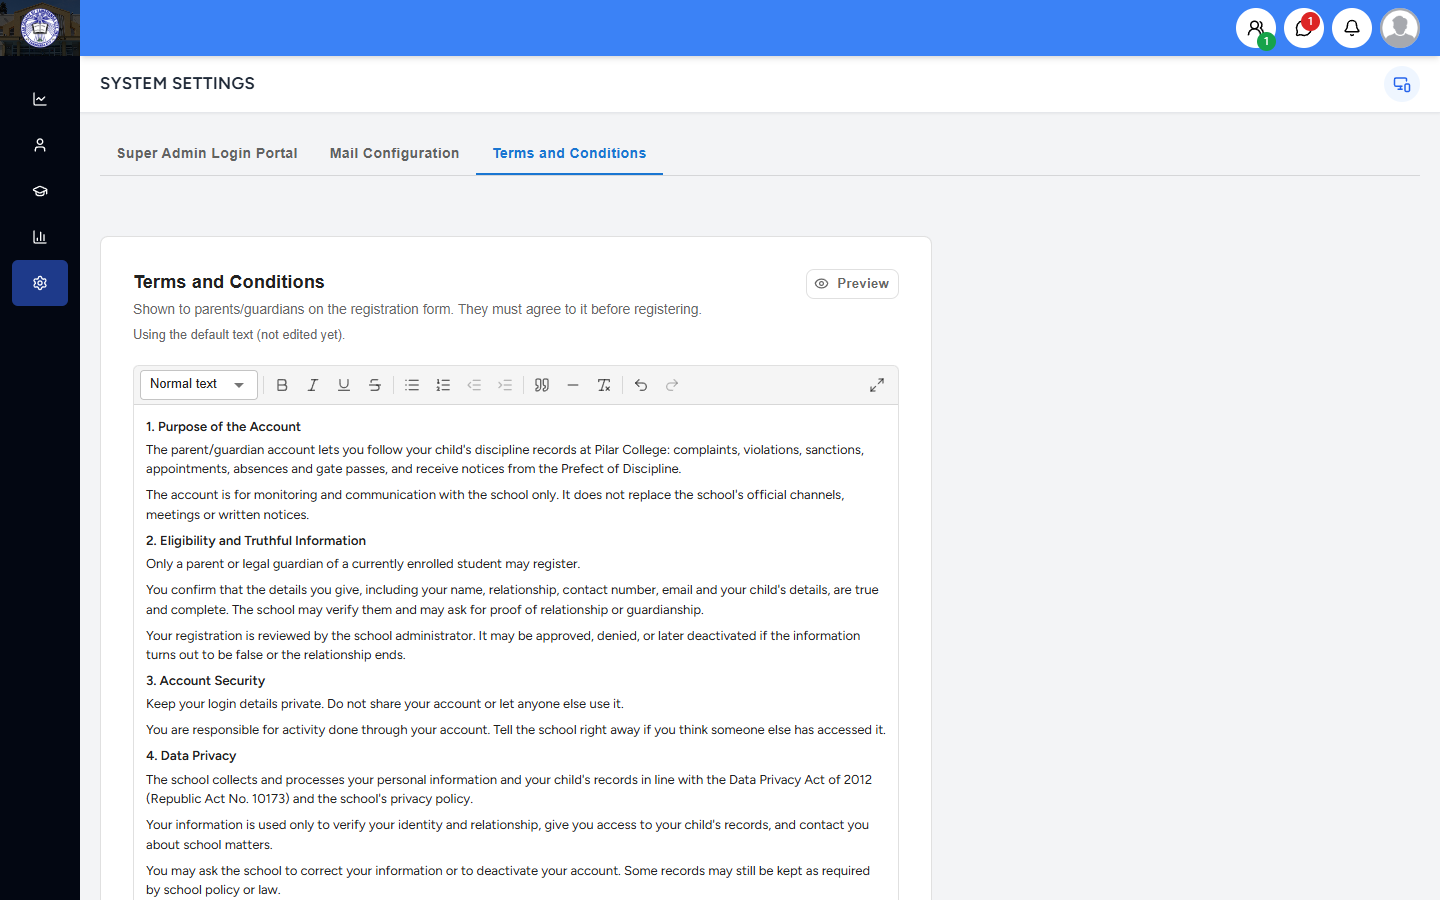 1
1
SYSTEM SETTINGS
Super Admin Login Portal
Mail Configuration
Terms and Conditions
Terms and Conditions
Preview
Shown to parents/guardians on the registration form. They must agree to it before registering.
Using the default text (not edited yet).
Normal text
1. Purpose of the Account
The parent/guardian account lets you follow your child's discipline records at Pilar College: complaints, violations, sanctions,
appointments, absences and gate passes, and receive notices from the Prefect of Discipline.
The account is for monitoring and communication with the school only. It does not replace the school's official channels,
meetings or written notices.
2. Eligibility and Truthful Information
Only a parent or legal guardian of a currently enrolled student may register.
You confirm that the details you give, including your name, relationship, contact number, email and your child's details, are true
and complete. The school may verify them and may ask for proof of relationship or guardianship.
Your registration is reviewed by the school administrator. It may be approved, denied, or later deactivated if the information
turns out to be false or the relationship ends.
3. Account Security
Keep your login details private. Do not share your account or let anyone else use it.
You are responsible for activity done through your account. Tell the school right away if you think someone else has accessed it.
4. Data Privacy
The school collects and processes your personal information and your child's records in line with the Data Privacy Act of 2012
(Republic Act No. 10173) and the school's privacy policy.
Your information is used only to verify your identity and relationship, give you access to your child's records, and contact you
about school matters.
You may ask the school to correct your information or to deactivate your account. Some records may still be kept as required
by school policy or law.